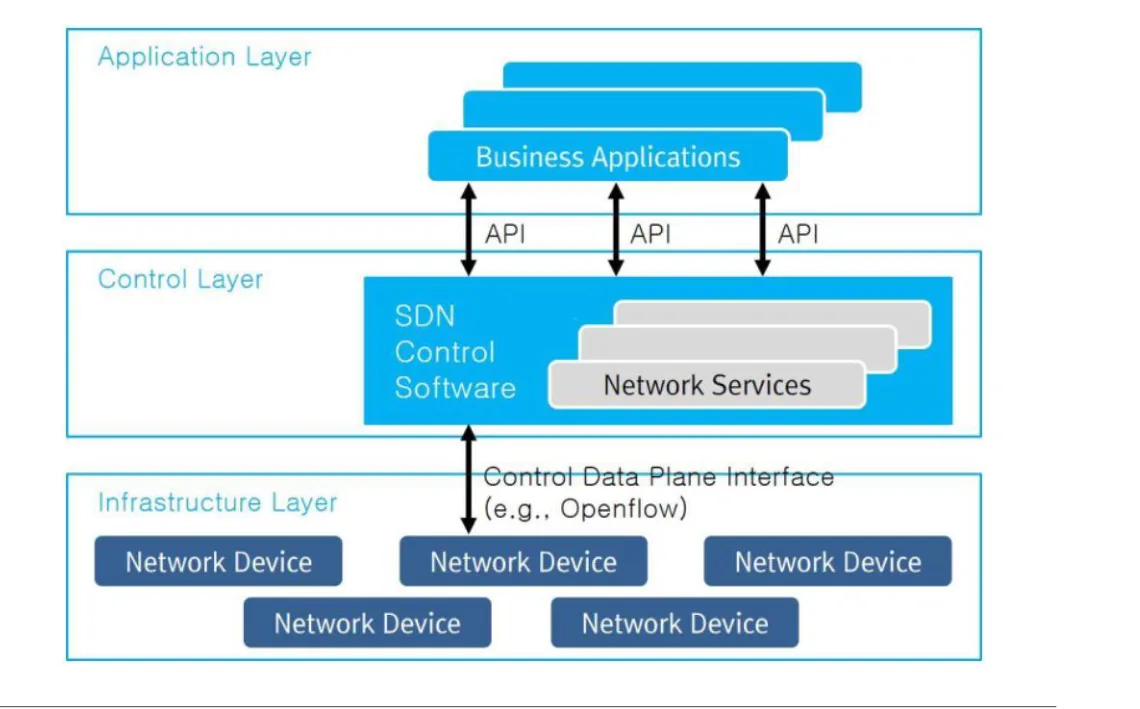 Application Layer
Business Applications
API
API
API
Control Layer
SDN
Control
Software
Network Services
Control Data Plane Interface
(e.g., Openflow)
Infrastructure Layer
Network Device
Network Device
Network Device
Network Device
Network Device